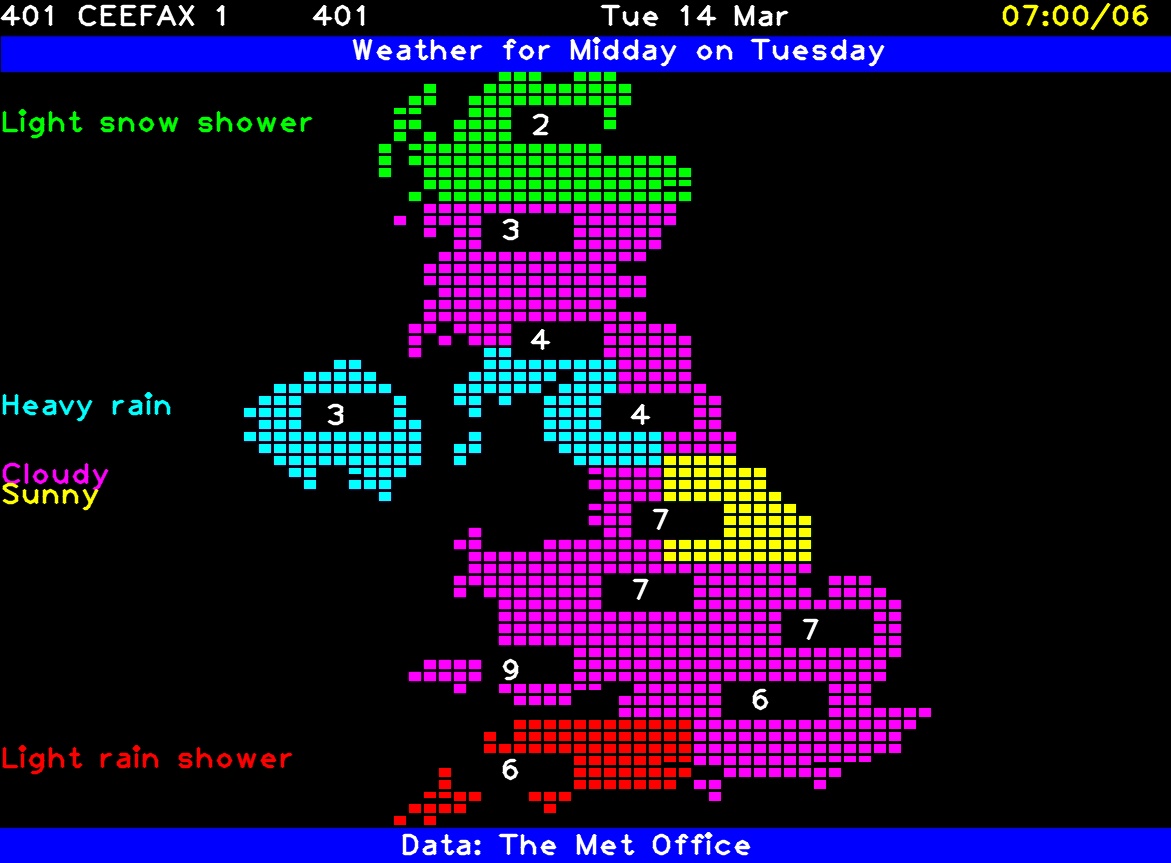 401 CEEFAX 1 401 Tue 14 Mar 07:00/06
Weather for Midday on Tuesday
Light snow shower
2
3
4
Heavy rain
3
4
Cloudy
Sunny
7
7
7
9
6
Light rain shower
6
Data: The Met Office